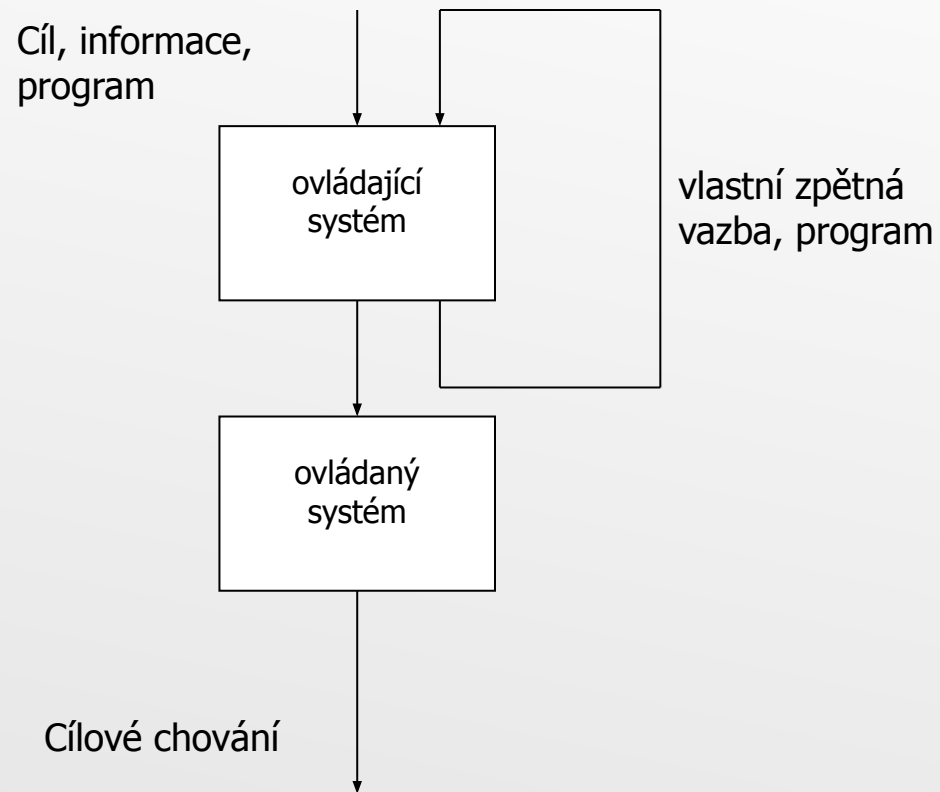 Cíl, informace,
program
ovládající
systém
vlastní zpětná
vazba, program
ovládaný
systém
Cílové chování